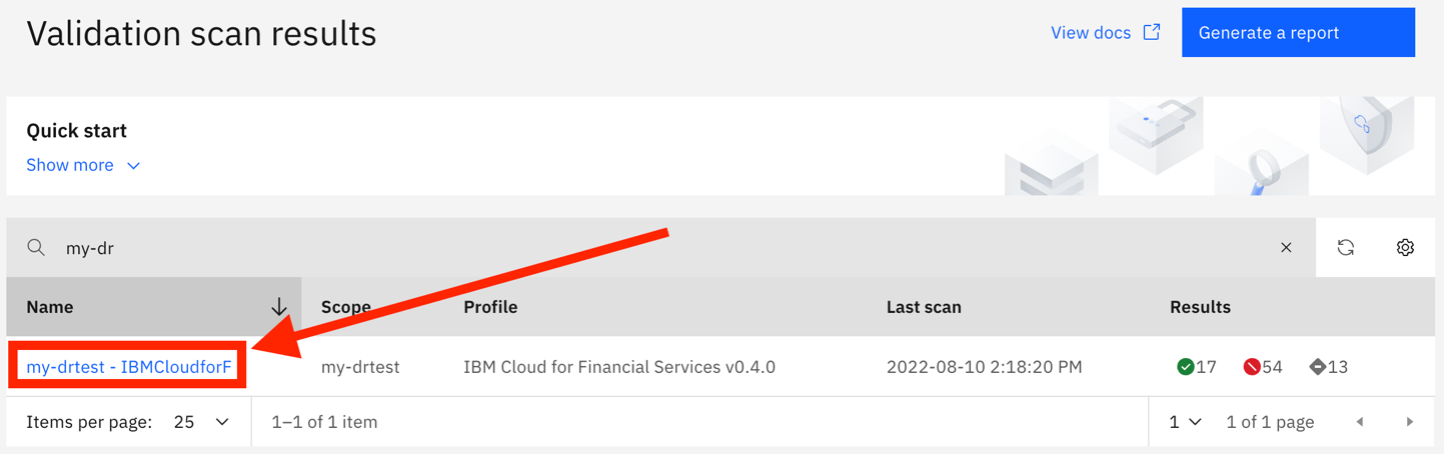 Validation scan results
View docs
Generate a report
Quick start
Show more
my-dr
Name Scope Profile Last scan Results
my-drtest - IBMCloudforF my-drtest IBM Cloud for Financial Services v0.4.0 2022-08-10 2:18:20 PM 17 54 13
Items per page: 25 1–1 of 1 item 1 1 of 1 page